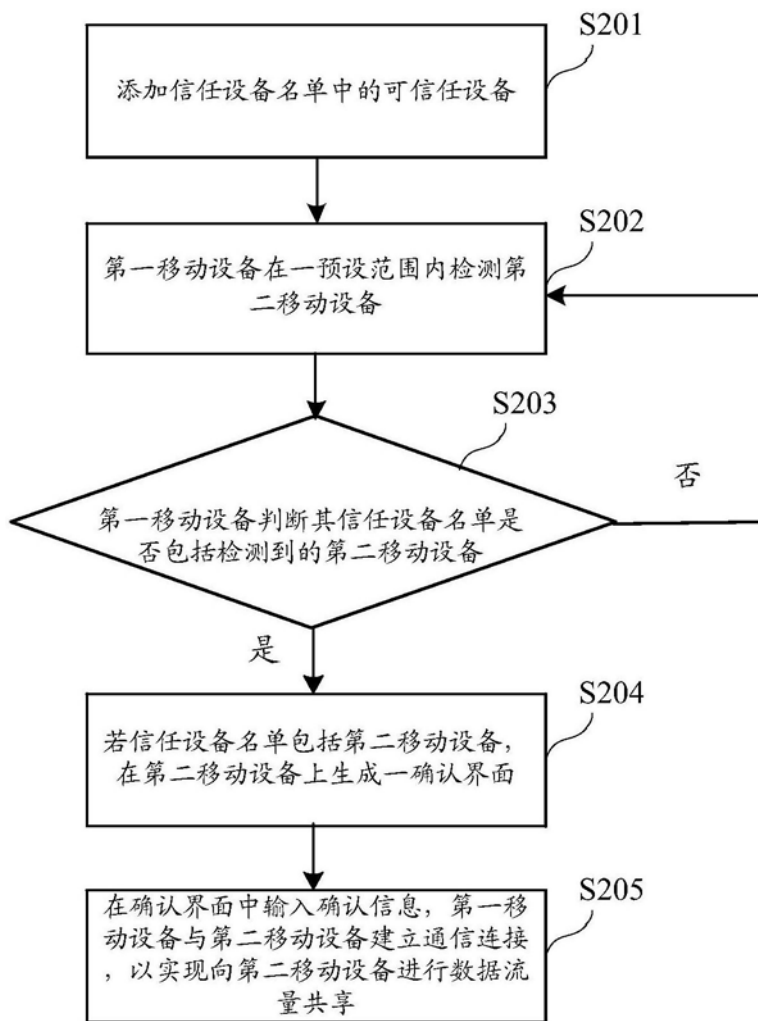 S201
添加信任设备名单中的可信任设备
S202
第一移动设备在一预设范围内检测第
二移动设备
S203
第一移动设备判断其信任设备名单是
否包括检测到的第二移动设备
否
是
S204
若信任设备名单包括第二移动设备，
在第二移动设备上生成一确认界面
S205
在确认界面中输入确认信息，第一移
动设备与第二移动设备建立通信连接
，以实现向第二移动设备进行数据流
量共享